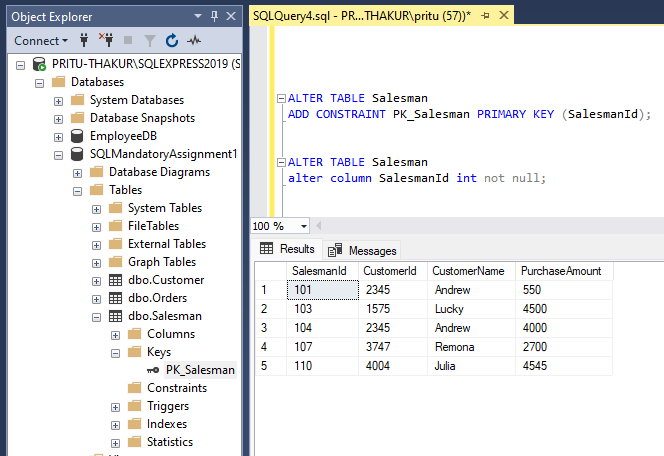 Object Explorer
Connect
PRITU-THAKUR\SQLEXPRESS2019 (S
Databases
System Databases
Database Snapshots
EmployeeDB
SQLMandatoryAssignment1
Database Diagrams
Tables
System Tables
FileTables
External Tables
Graph Tables
dbo.Customer
dbo.Orders
dbo.Salesman
Columns
Keys
PK_Salesman
Constraints
Triggers
Indexes
Statistics
SQLQuery4.sql - PR...THAKUR\pritu (57))*
ALTER TABLE Salesman
ADD CONSTRAINT PK_Salesman PRIMARY KEY (SalesmanId);
ALTER TABLE Salesman
alter column SalesmanId int not null;
100 %
Results Messages
SalesmanId CustomerId CustomerName PurchaseAmount
1 101 2345 Andrew 550
2 103 1575 Lucky 4500
3 104 2345 Andrew 4000
4 107 3747 Remona 2700
5 110 4004 Julia 4545